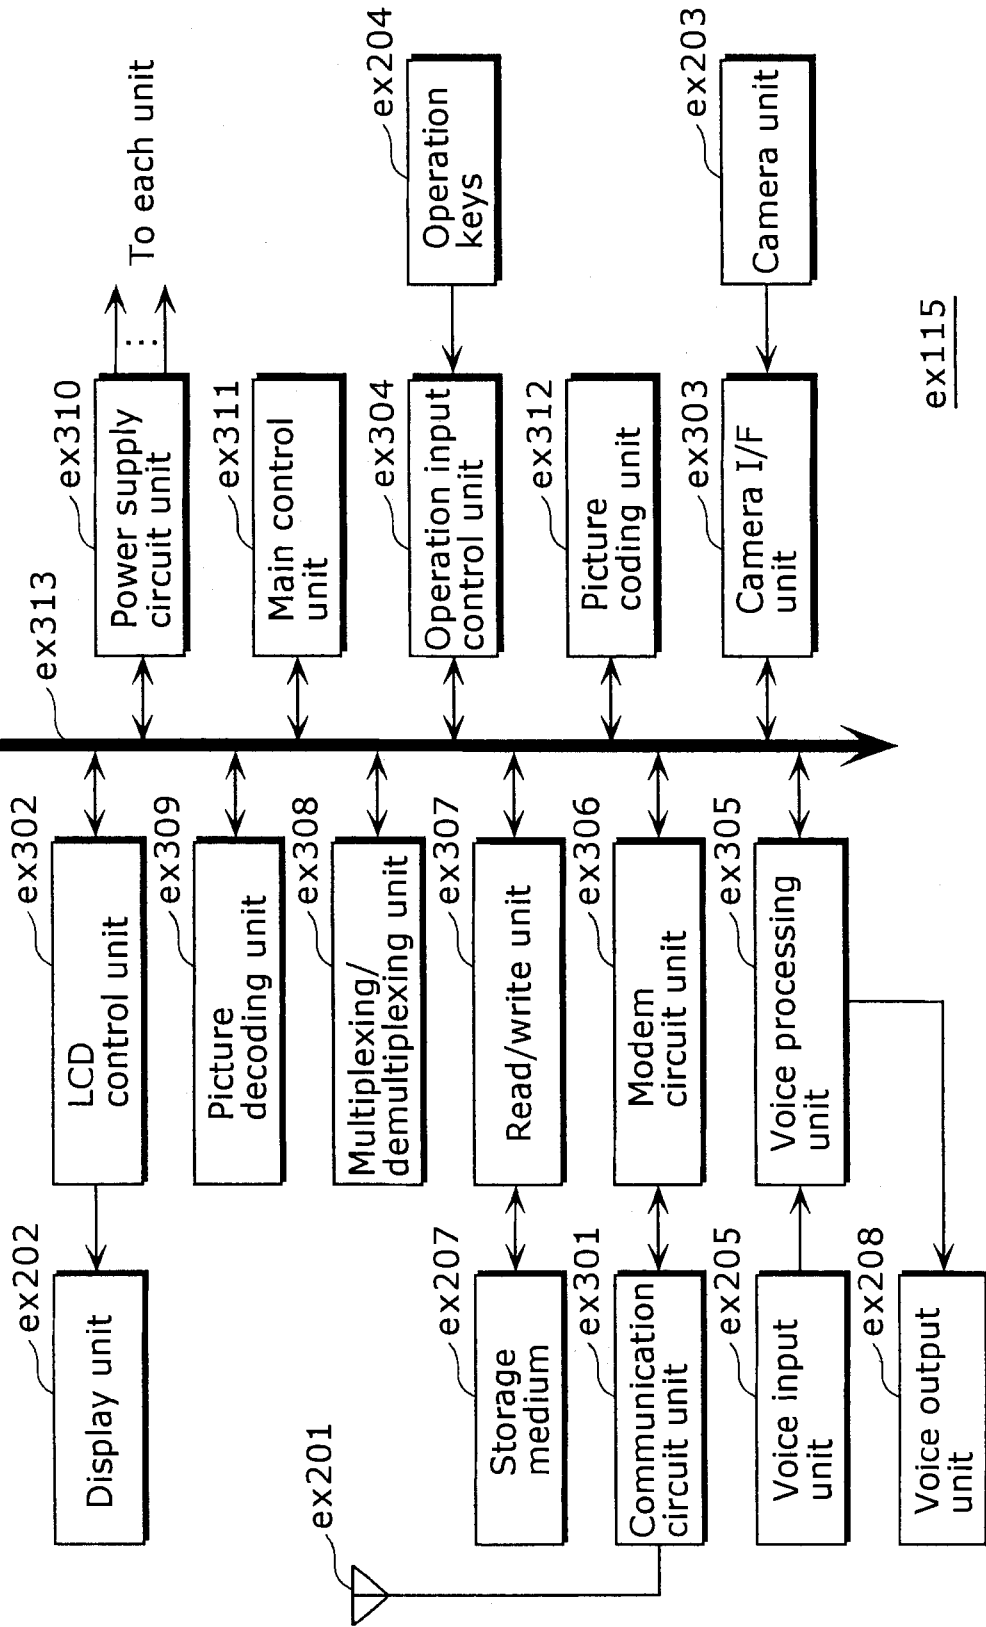 ex204
Operation
keys
ex203
Camera unit
To each unit
ex310
Power supply
circuit unit
ex311
Main control
unit
ex304
Operation input
control unit
ex312
Picture
coding unit
ex303
Camera I/F
unit
ex115
ex313
ex302
LCD
control unit
ex309
Picture
decoding unit
ex308
Multiplexing/
demultiplexing unit
ex307
Read/write unit
ex306
Modem
circuit unit
ex305
Voice processing
unit
ex202
Display unit
ex201
ex207
Storage
medium
ex301
Communication
circuit unit
ex205
Voice input
unit
ex208
Voice output
unit